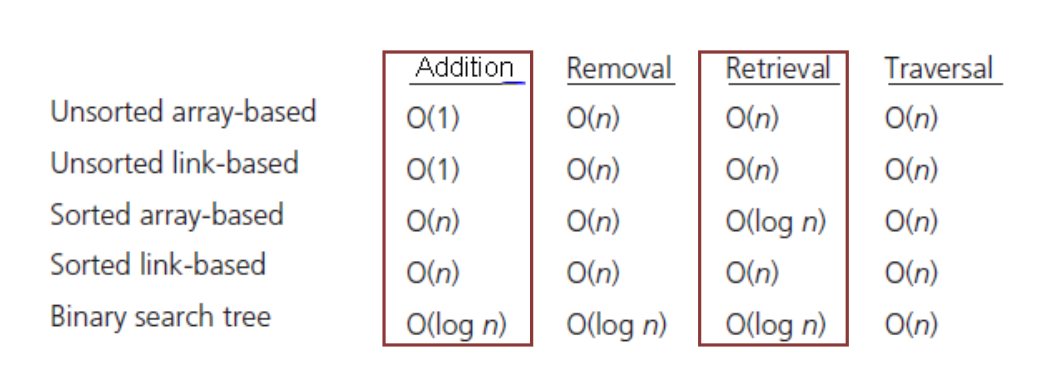 Addition Removal Retrieval Traversal
Unsorted array-based O(1) O(n) O(n) O(n)
Unsorted link-based O(1) O(n) O(n) O(n)
Sorted array-based O(n) O(n) O(log n) O(n)
Sorted link-based O(n) O(n) O(n) O(n)
Binary search tree O(log n) O(log n) O(log n) O(n)